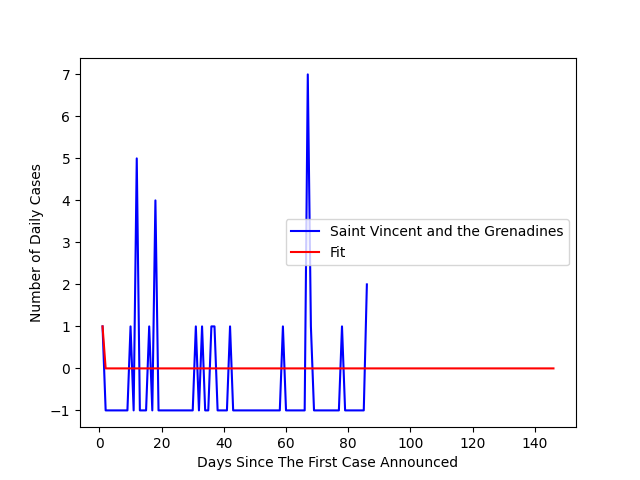 7
6
5
4
3
2
1
0
−1
Number of Daily Cases
Saint Vincent and the Grenadines
Fit
0 20 40 60 80 100 120 140
Days Since The First Case Announced